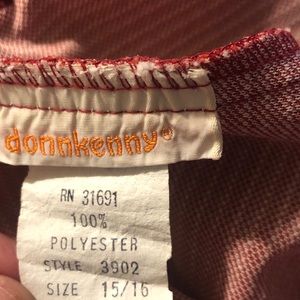 donnkenny®
RN 31691
100%
POLYESTER
STYLE 3902
SIZE 15/16